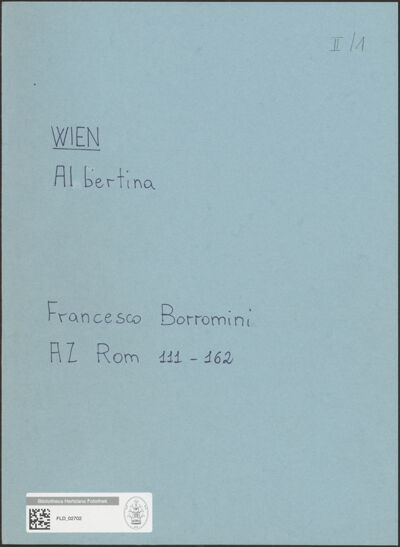 II/1
WIEN
Albertina
Francesco Borromini
AZ Rom 111 - 162
Bibliotheca Hertziana Fotothek
FLD_02702